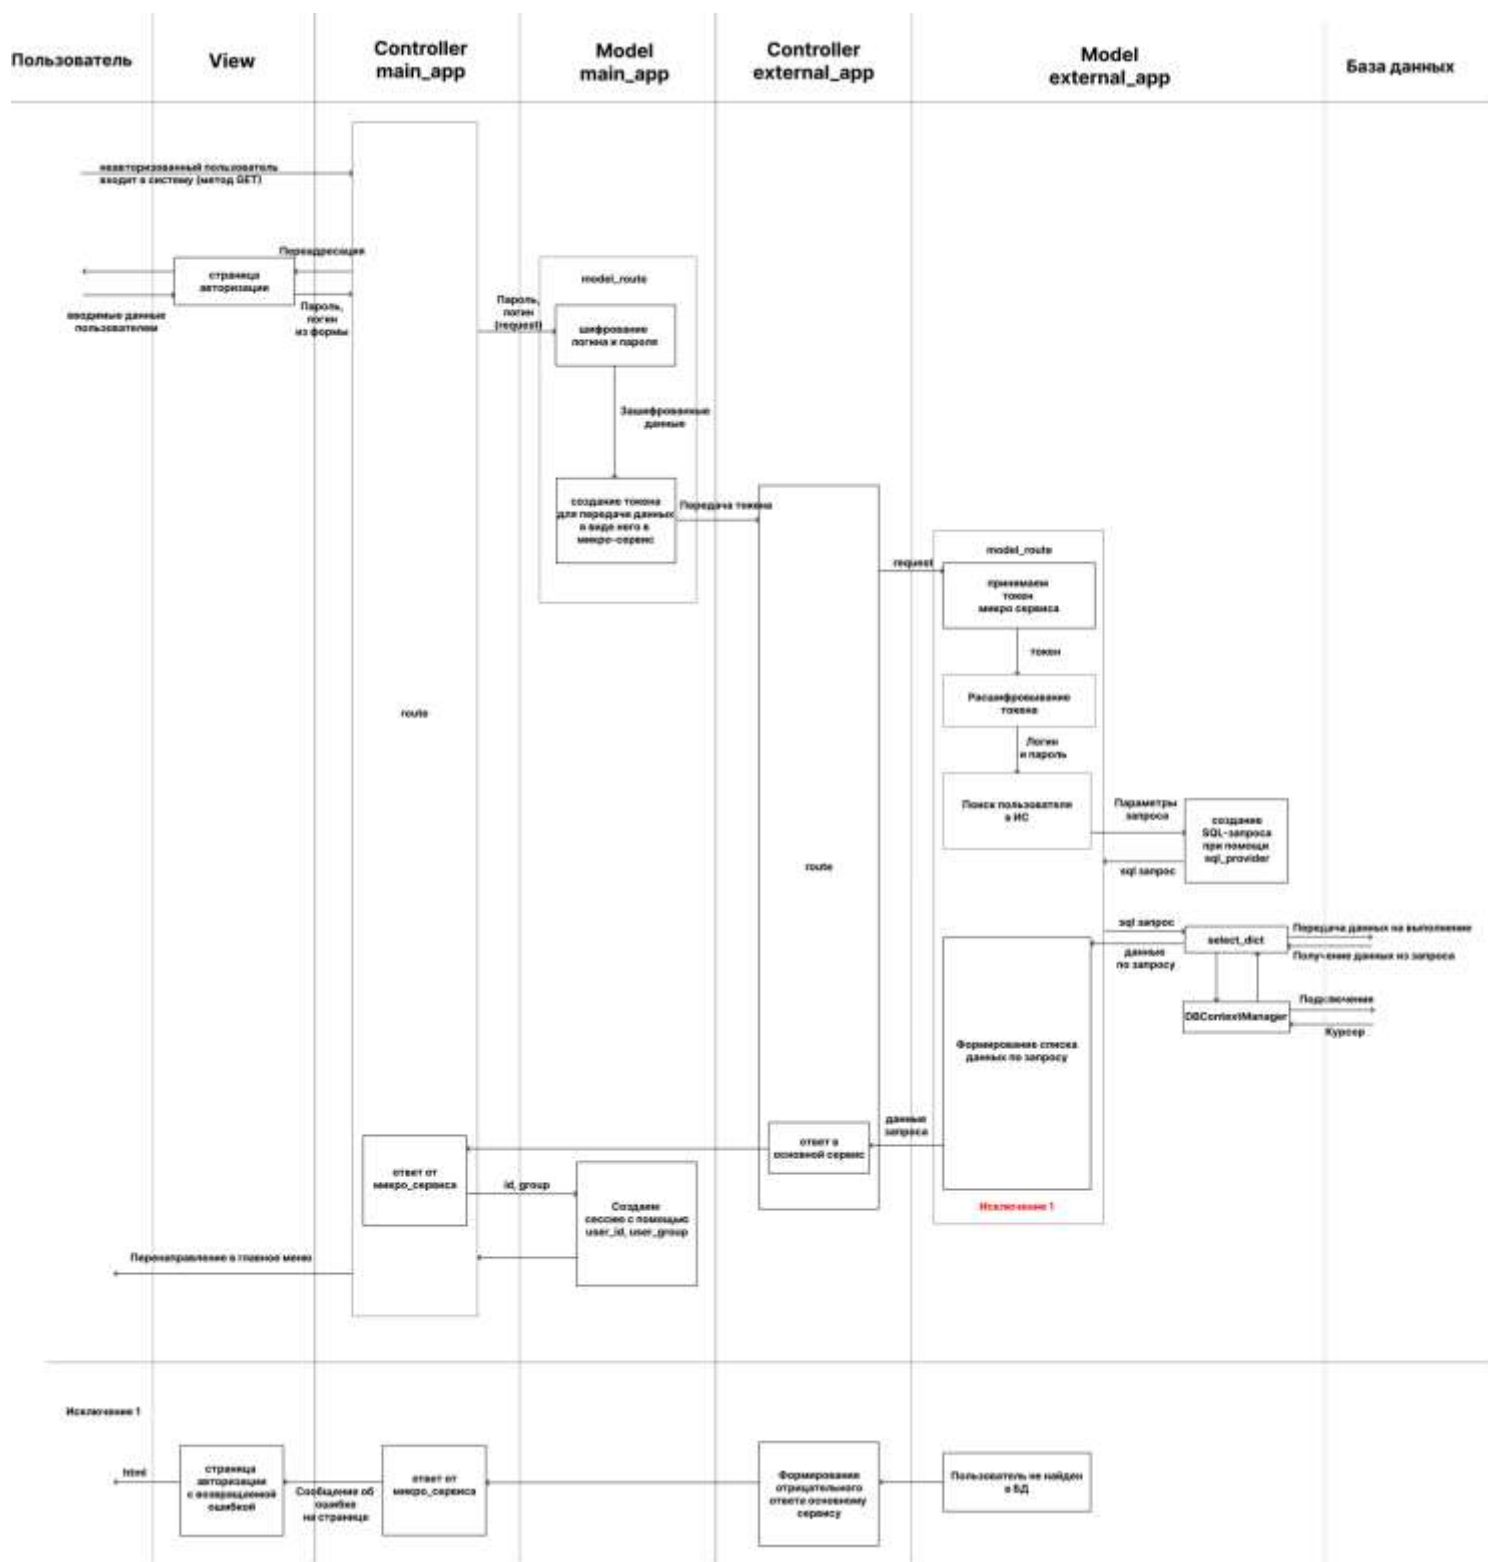 Пользователь
View
Controller
main_app
Model
main_app
Controller
external_app
Model
external_app
База данных
неавторизованный пользователь
входит в систему (метод GET)
Переадресация
страница
авторизации
вводимые данные
пользователем
Пароль,
логин
из формы
model_route
Пароль,
логин
(request)
шифрование
логина и пароля
Зашифрованные
данные
создание токена
для передачи данных
в виде него в
микро-сервис
Передача токена
model_route
request
принимаем
токен
микро сервиса
токен
Расшифровывание
токена
route
Логин
и пароль
Поиск пользователя
в ИС
Параметры
запроса
создание
SQL-запроса
при помощи
sql_provider
route
sql запрос
sql запрос
select_dict
Передача данных на выполнение
данные
по запросу
Получение данных из запроса
Подключение
DBContextManager
Курсор
Формирование списка
данных по запросу
данные
запроса
ответ в
основной сервис
ответ от
микро_сервиса
id, group
Создаем
сессию с помощью
user_id, user_group
Исключение 1
Перенаправление в главное меню
Исключение 1
html
страница
авторизации
с возвращаемой
ошибкой
Сообщение об
ошибке
на странице
ответ от
микро_сервиса
Формирование
отрицательного
ответа основному
сервису
Пользователь не найден
в БД